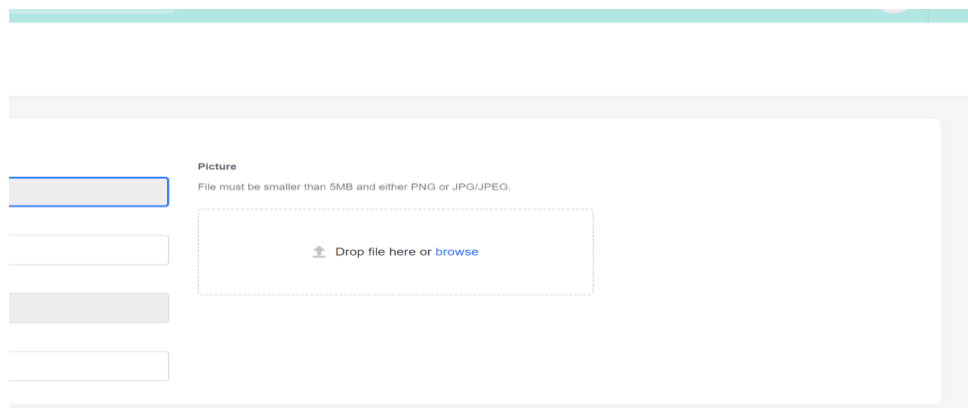 Picture
File must be smaller than 5MB and either PNG or JPG/JPEG.
Drop file here or browse